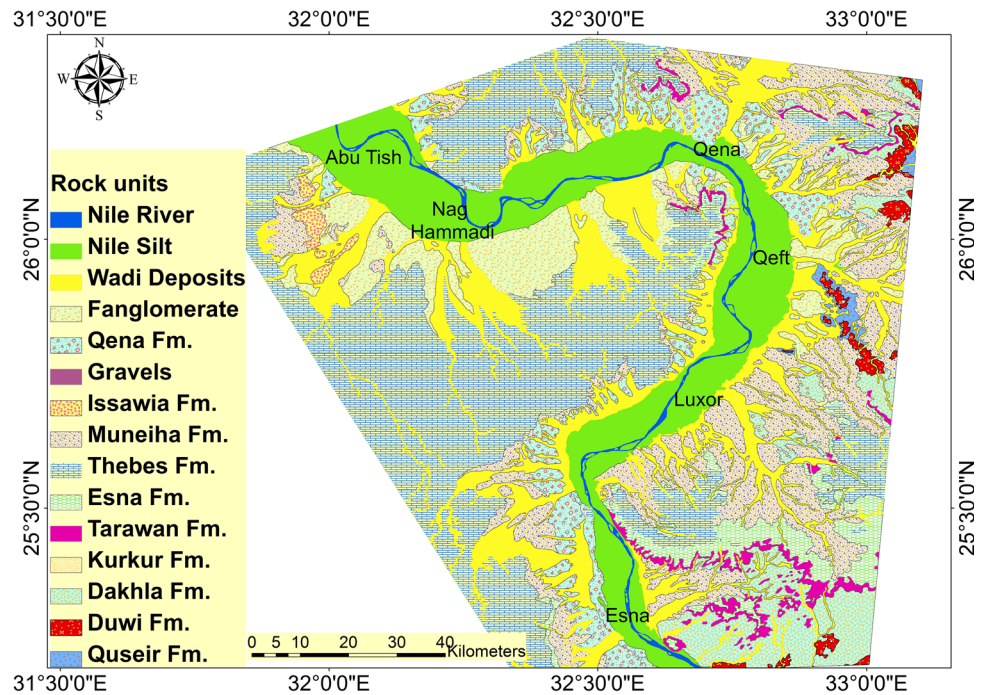 31°30'0"E 32°0'0"E 32°30'0"E 33°0'0"E
N
W E
S
26°0'0"N
25°30'0"N
26°0'0"N
25°30'0"N
Abu Tish
Nag
Hammadi
Qena
Qeft
Luxor
Esna
Rock units
Nile River
Nile Silt
Wadi Deposits
Fanglomerate
Qena Fm.
Gravels
Issawia Fm.
Muneiha Fm.
Thebes Fm.
Esna Fm.
Tarawan Fm.
Kurkur Fm.
Dakhla Fm.
Duwi Fm.
Quseir Fm.
0 5 10 20 30 40
Kilometers
31°30'0"E 32°0'0"E 32°30'0"E 33°0'0"E